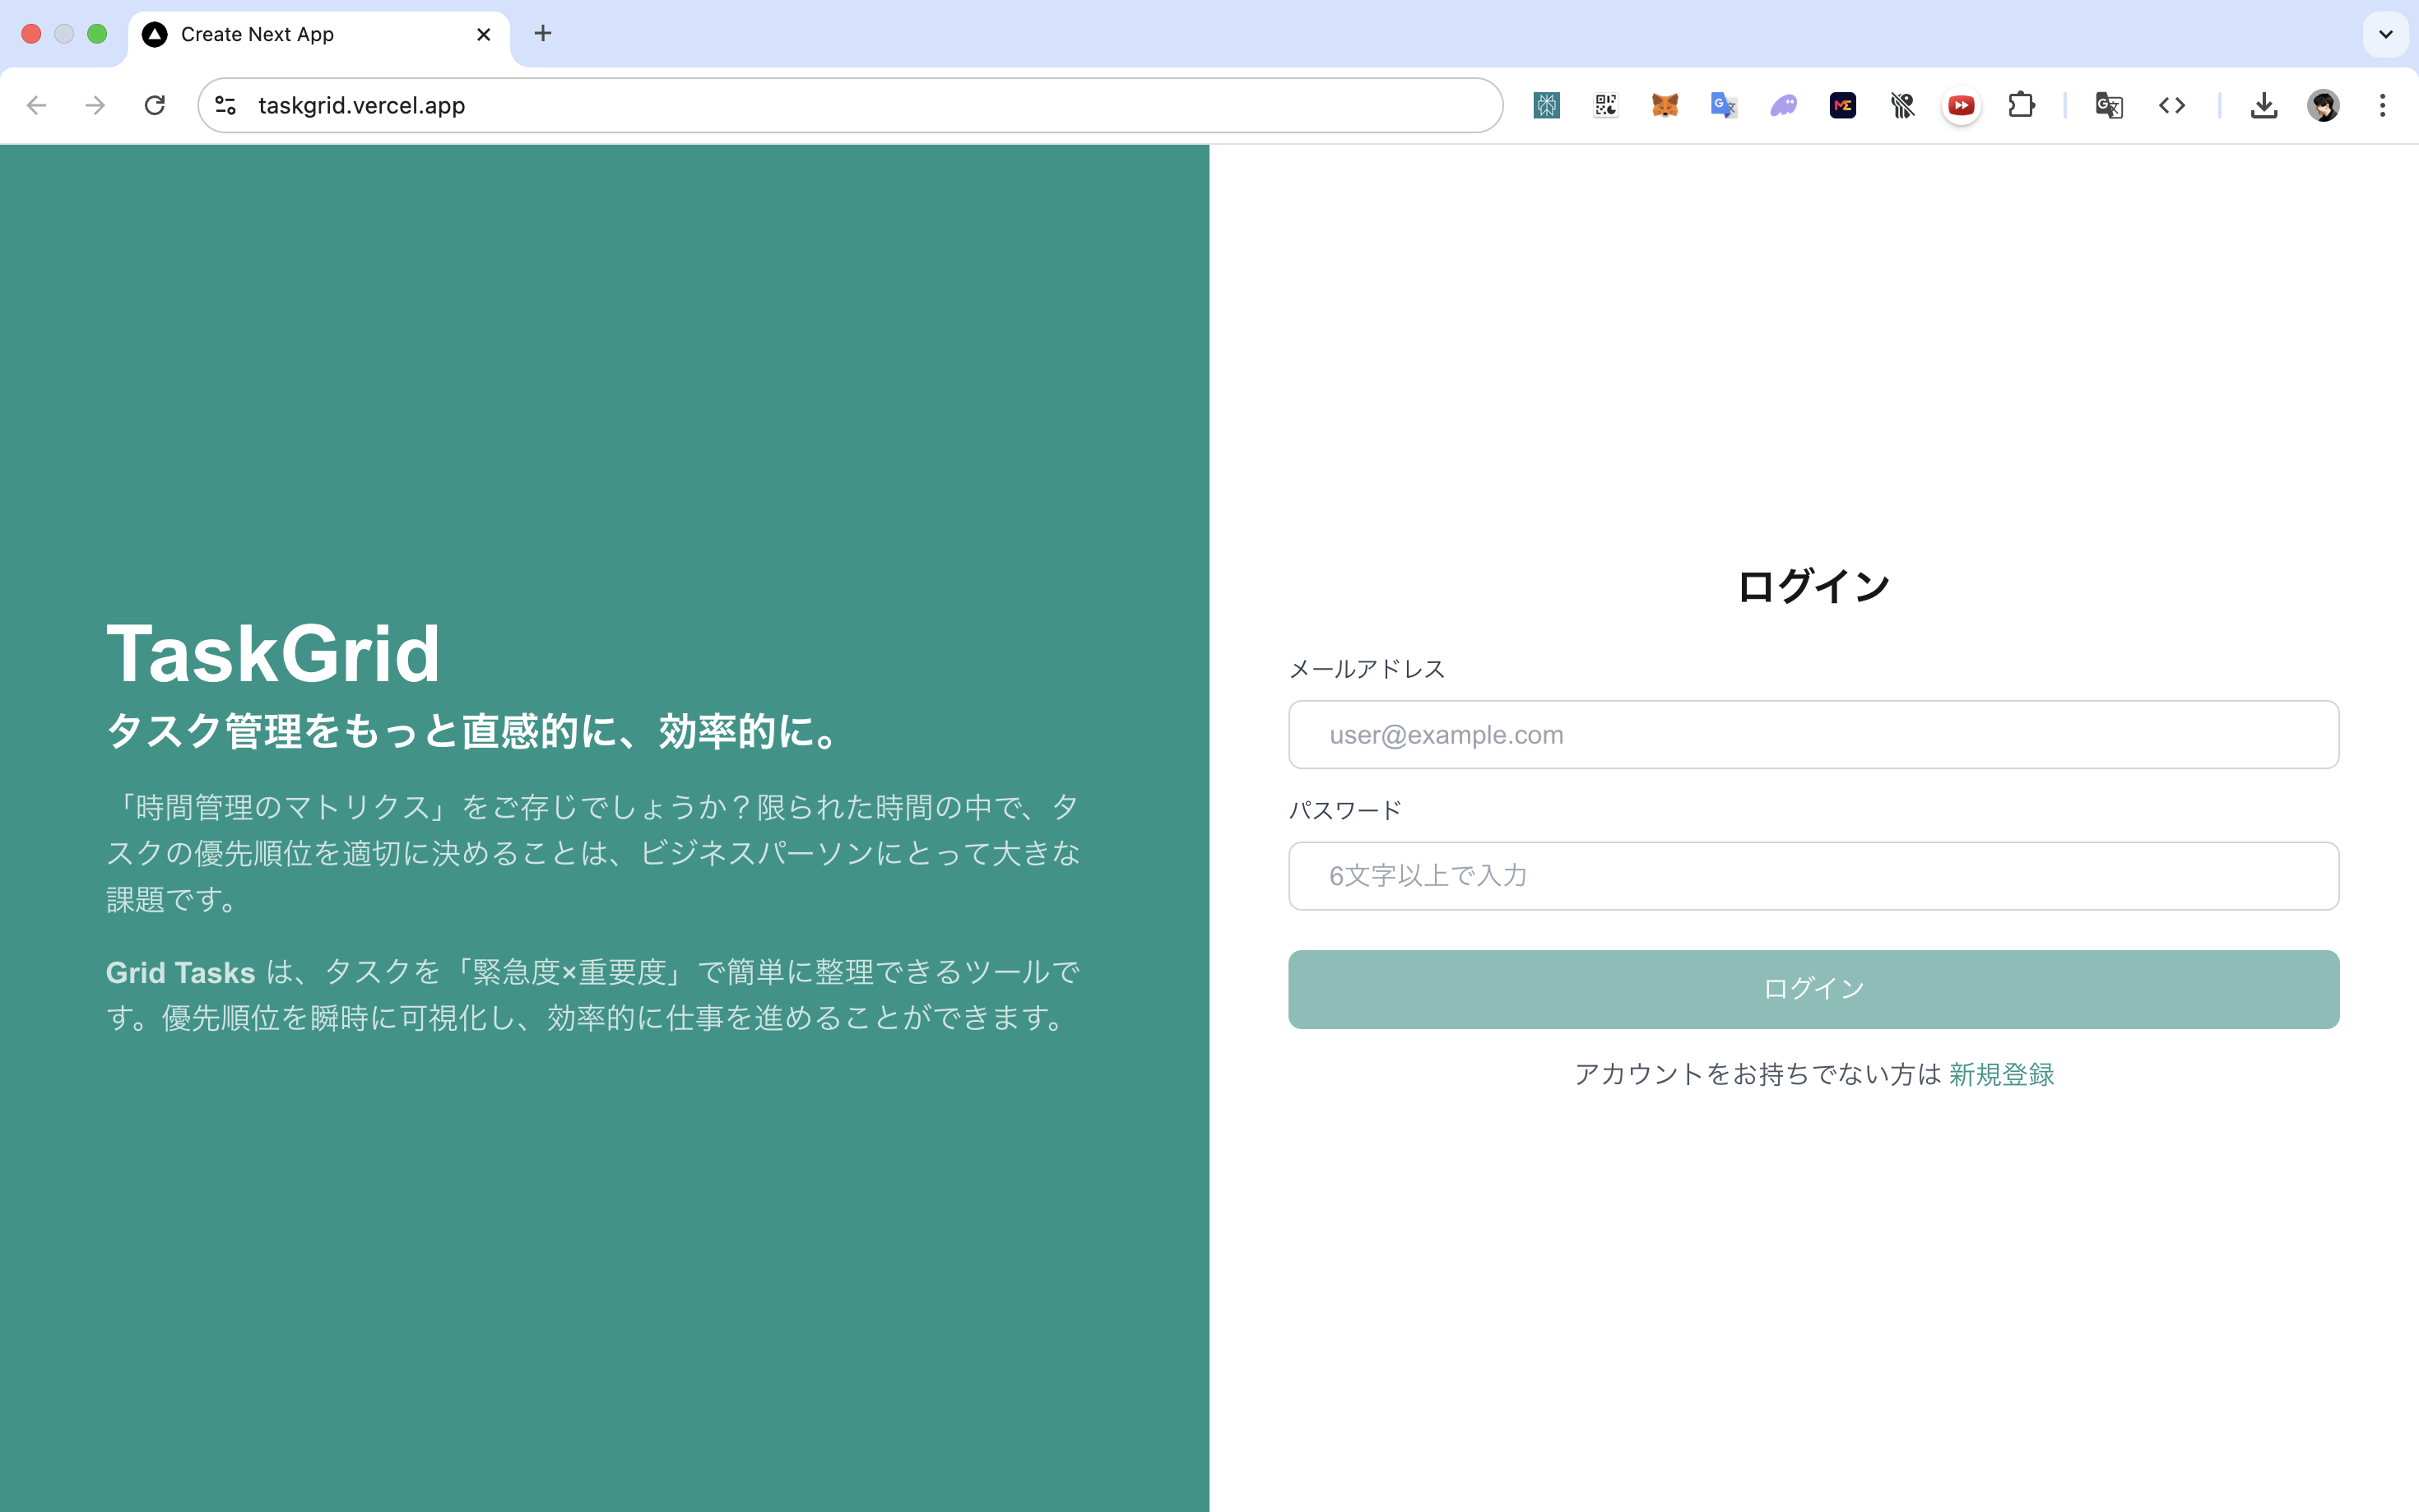 Create Next App
taskgrid.vercel.app
TaskGrid
タスク管理をもっと直感的に、効率的に。
「時間管理のマトリクス」をご存じでしょうか？限られた時間の中で、タ
スクの優先順位を適切に決めることは、ビジネスパーソンにとって大きな
課題です。
Grid Tasks は、タスクを「緊急度×重要度」で簡単に整理できるツールで
す。優先順位を瞬時に可視化し、効率的に仕事を進めることができます。
ログイン
メールアドレス
user@example.com
パスワード
6文字以上で入力
ログイン
アカウントをお持ちでない方は 新規登録